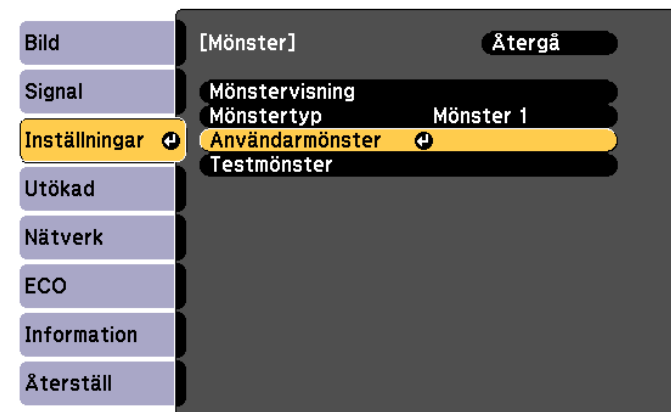 Bild
Signal
Inställningar
Utökad
Nätverk
ECO
Information
Återställ
[Mönster] Återgå
Mönstervisning
Mönstertyp Mönster 1
Användarmönster
Testmönster